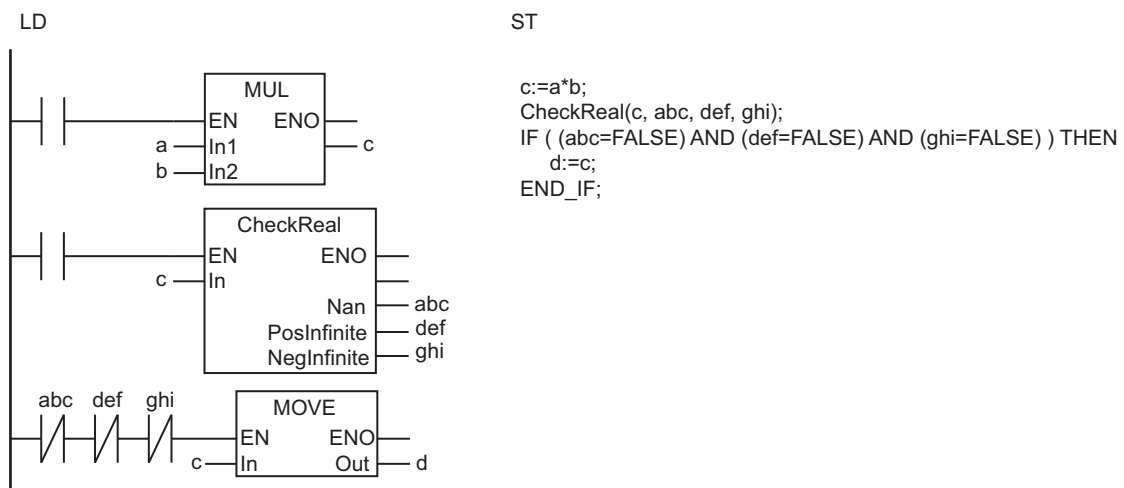 LD
MUL
EN ENO
a In1 c
b In2
CheckReal
EN ENO
c In
Nan abc
PosInfinite def
NegInfinite ghi
abc def ghi
MOVE
EN ENO
c In Out d
ST
c:=a*b;
CheckReal(c, abc, def, ghi);
IF ( (abc=FALSE) AND (def=FALSE) AND (ghi=FALSE) ) THEN
d:=c;
END_IF;